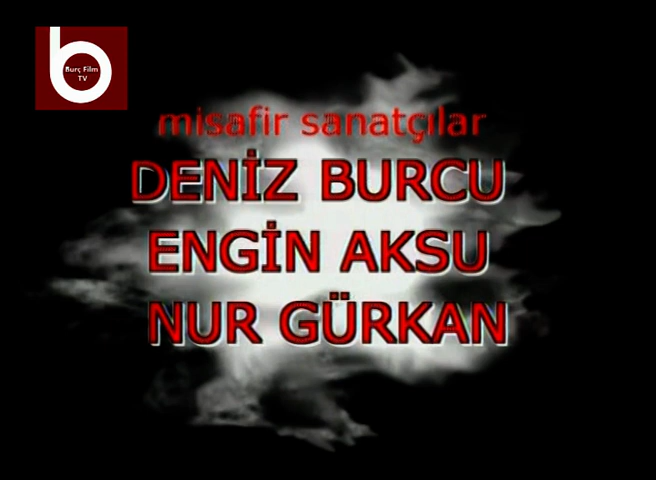 Burç Film
TV
misafir sanatçılar
DENİZ BURCU
ENGİN AKSU
NUR GÜRKAN